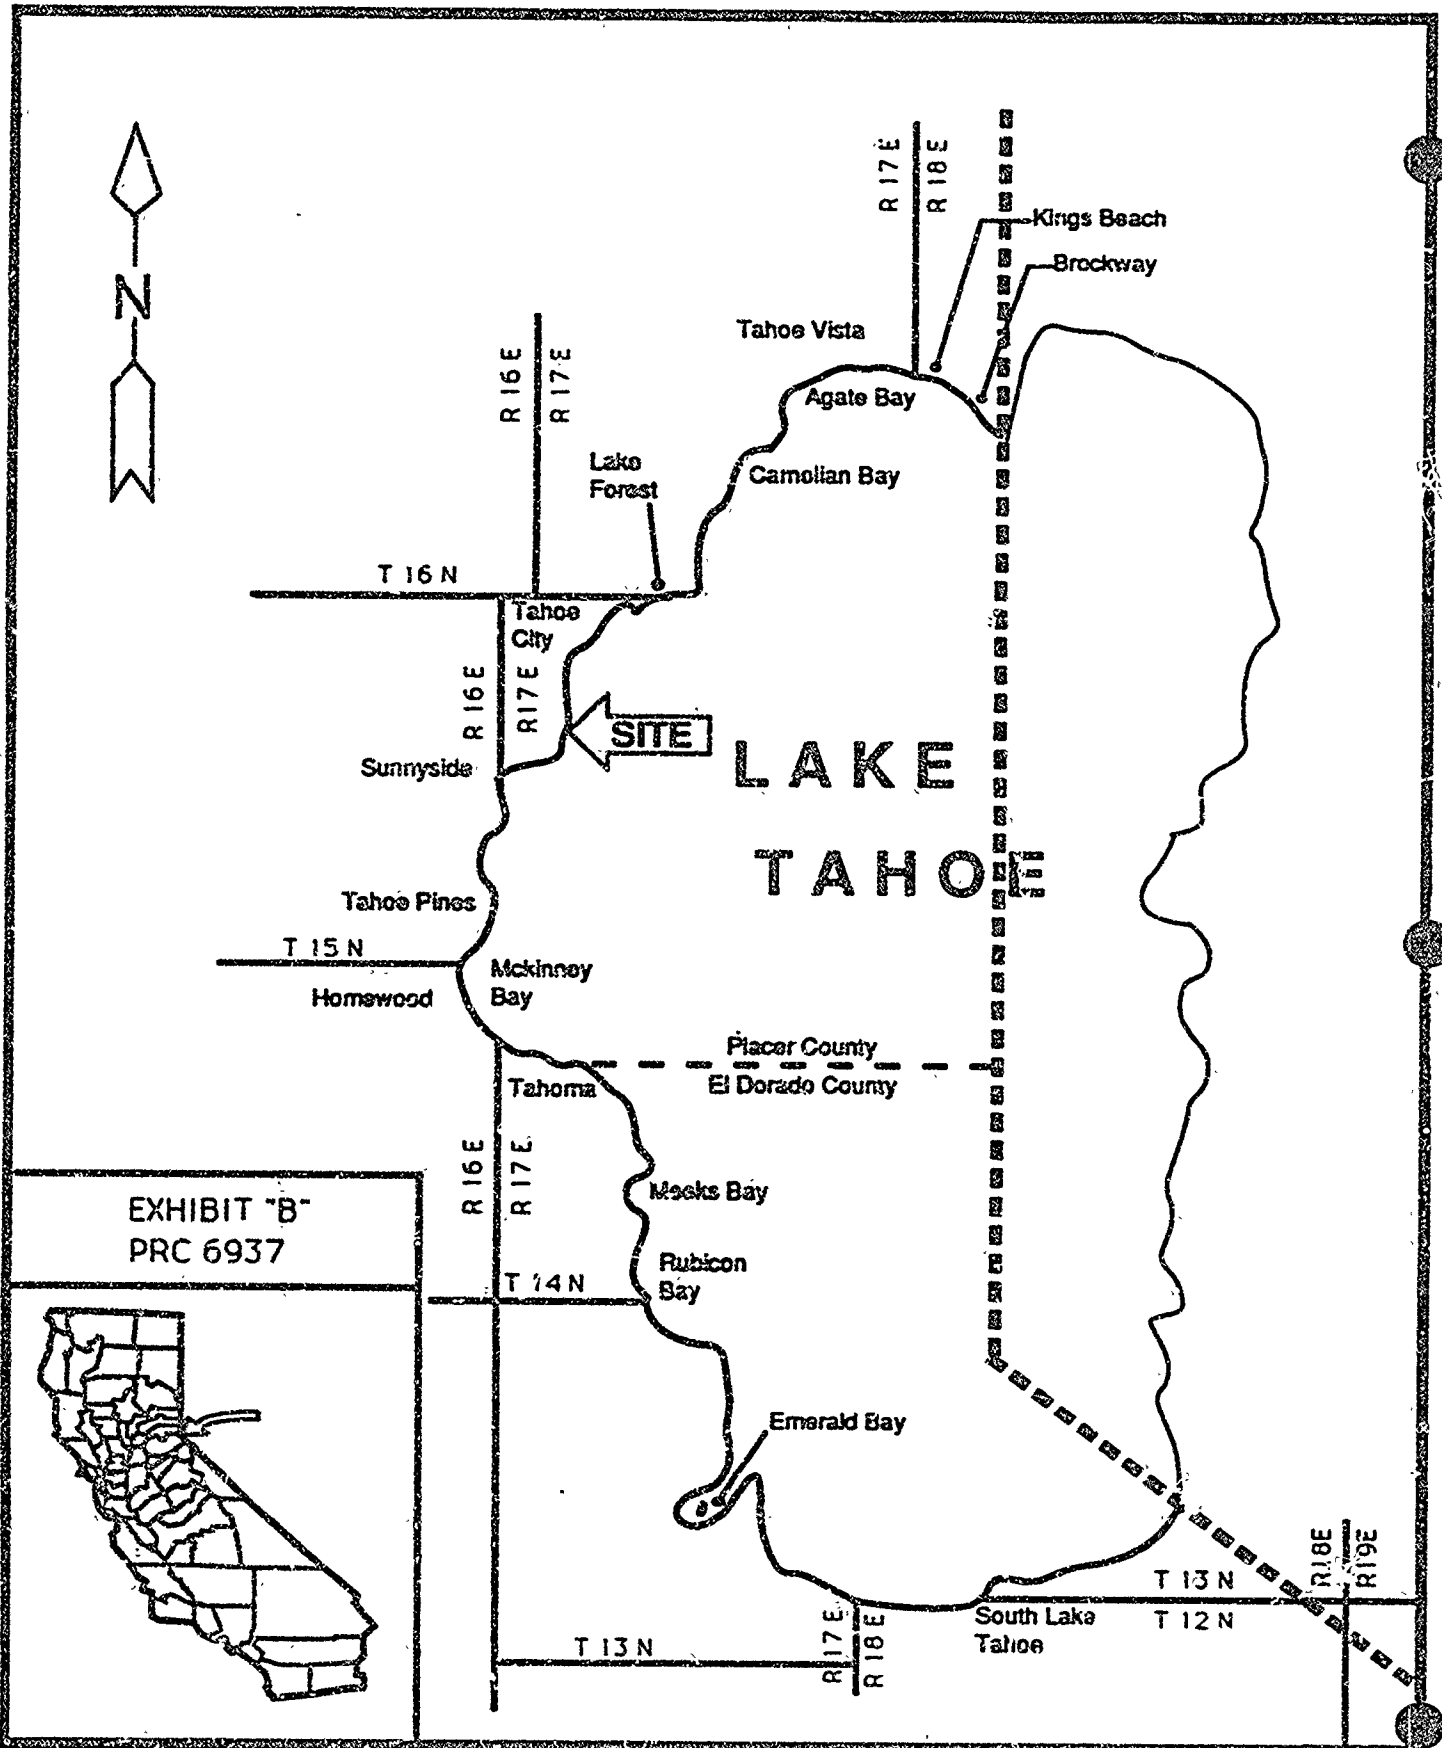 N
R 17 E
R 18 E
Kings Beach
Brockway
Tahoe Vista
R 16 E
R 17 E
Agate Bay
Lake
Forest
Carnelian Bay
T 16 N
Tahoe
City
R 16 E
R 17 E
SITE
Sunnyside
LAKE
TAHOE
Tahoe Pines
T 15 N
Mckinney
Bay
Homewood
Placer County
El Dorado County
Tahoma
R 16 E
R 17 E
Meeks Bay
EXHIBIT "B"
PRC 6937
Rubicon
Bay
T 14 N
Emerald Bay
R 18 E
R 19 E
T 13 N
T 12 N
South Lake
Tahoe
R 17 E
R 18 E
T 13 N